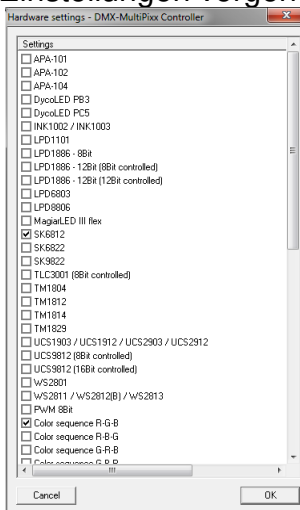 Einstellungen vorgen
Hardware settings - DMX-MultiPixx Controller
Settings
APA-101
APA-102
APA-104
DycoLED PB3
DycoLED PC5
INK1002 / INK1003
LPD1101
LPD1886 - 8Bit
LPD1886 - 12Bit (8Bit controlled)
LPD1886 - 12Bit (12Bit controlled)
LPD6803
LPD8806
MagiarLED III flex
SK6812
SK6822
SK9822
TLC3001 (8Bit controlled)
TM1804
TM1812
TM1814
TM1829
UCS1903 / UCS1912 / UCS2903 / UCS2912
UCS9812 (8Bit controlled)
UCS9812 (16Bit controlled)
WS2801
WS2811 / WS2812(B) / WS2813
PWM 8Bit
Color sequence R-G-B
Color sequence R-B-G
Color sequence G-R-B
Color sequence G-B-R
Cancel
OK